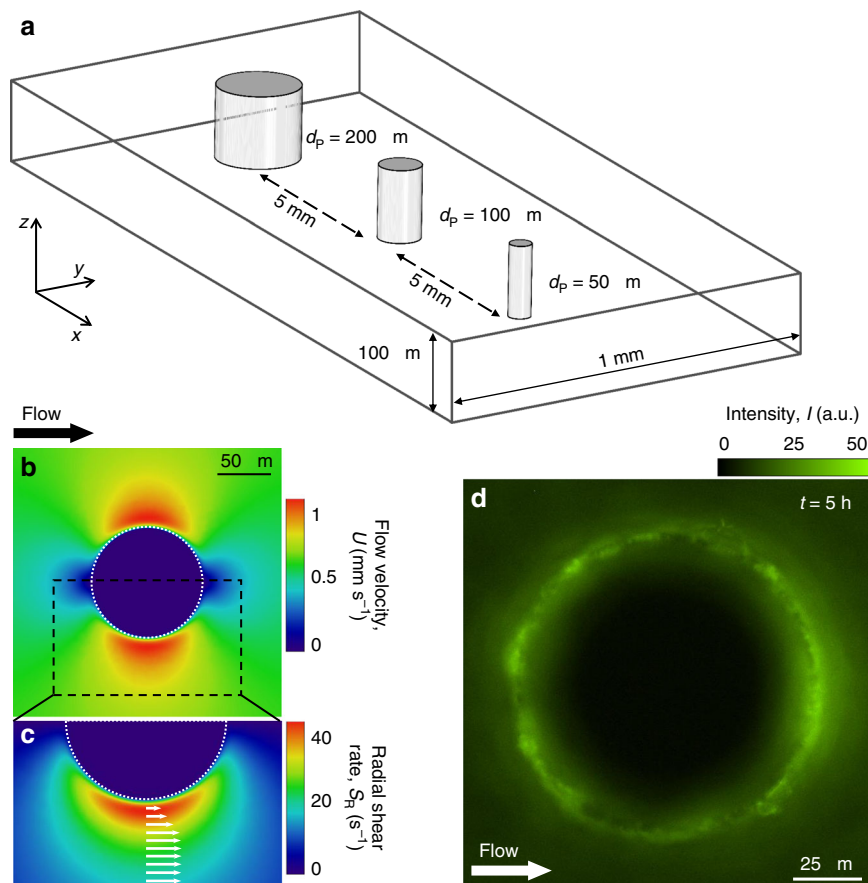 a
d_P = 200 m
5 mm
d_P = 100 m
5 mm
d_P = 50 m
z
y
x
100 m
1 mm
Flow
Intensity, I (a.u.)
0 25 50
b
50 m
1
0.5
0
Flow velocity,
U (mm s⁻¹)
d
t = 5 h
c
40
20
0
Radial shear
rate, S_R (s⁻¹)
Flow
25 m